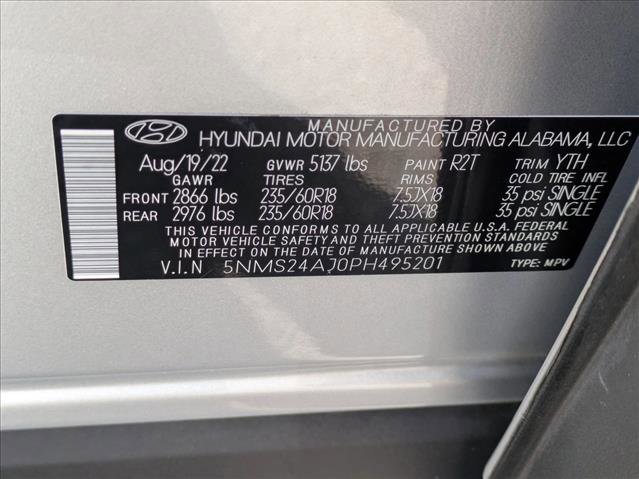 MANUFACTURED BY
HYUNDAI MOTOR MANUFACTURING ALABAMA, LLC
Aug/19/22 GVWR 5137 lbs PAINT R2T TRIM YTH
GAWR TIRES RIMS COLD TIRE INFL
FRONT 2866 lbs 235/60R18 7.5JX18 35 psi SINGLE
REAR 2976 lbs 235/60R18 7.5JX18 35 psi SINGLE
THIS VEHICLE CONFORMS TO ALL APPLICABLE U.S.A. FEDERAL
MOTOR VEHICLE SAFETY AND THEFT PREVENTION STANDARDS
IN EFFECT ON THE DATE OF MANUFACTURE SHOWN ABOVE
V.I.N 5NMS24AJ0PH495201 TYPE: MPV